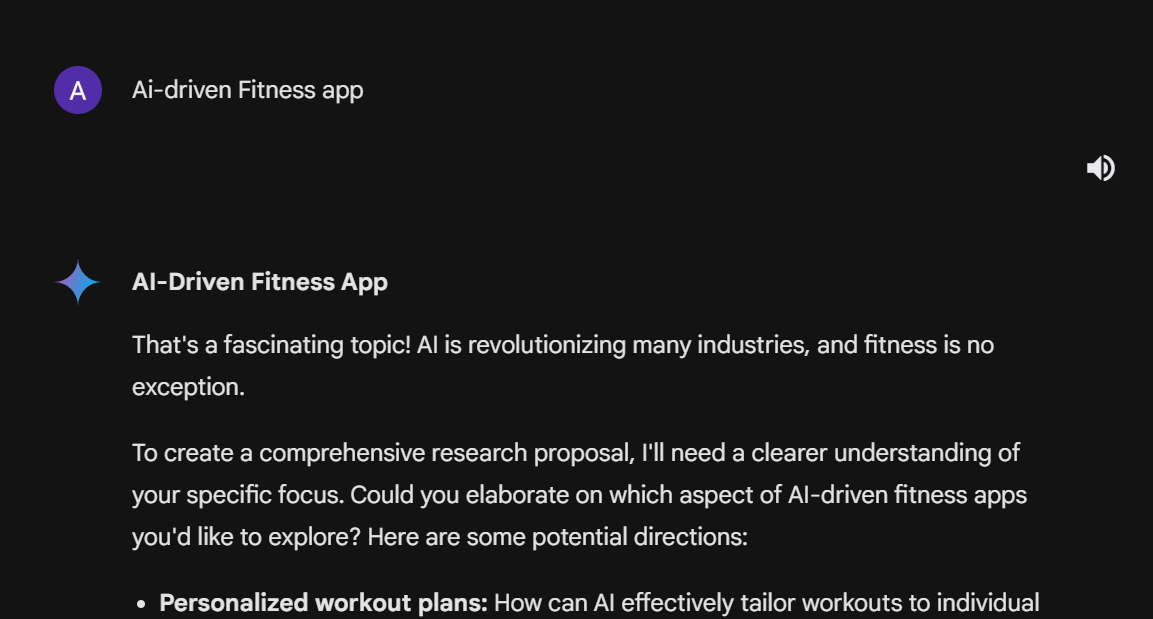 A
Ai-driven Fitness app
AI-Driven Fitness App
That's a fascinating topic! AI is revolutionizing many industries, and fitness is no
exception.
To create a comprehensive research proposal, I'll need a clearer understanding of
your specific focus. Could you elaborate on which aspect of AI-driven fitness apps
you'd like to explore? Here are some potential directions:
• Personalized workout plans: How can AI effectively tailor workouts to individual